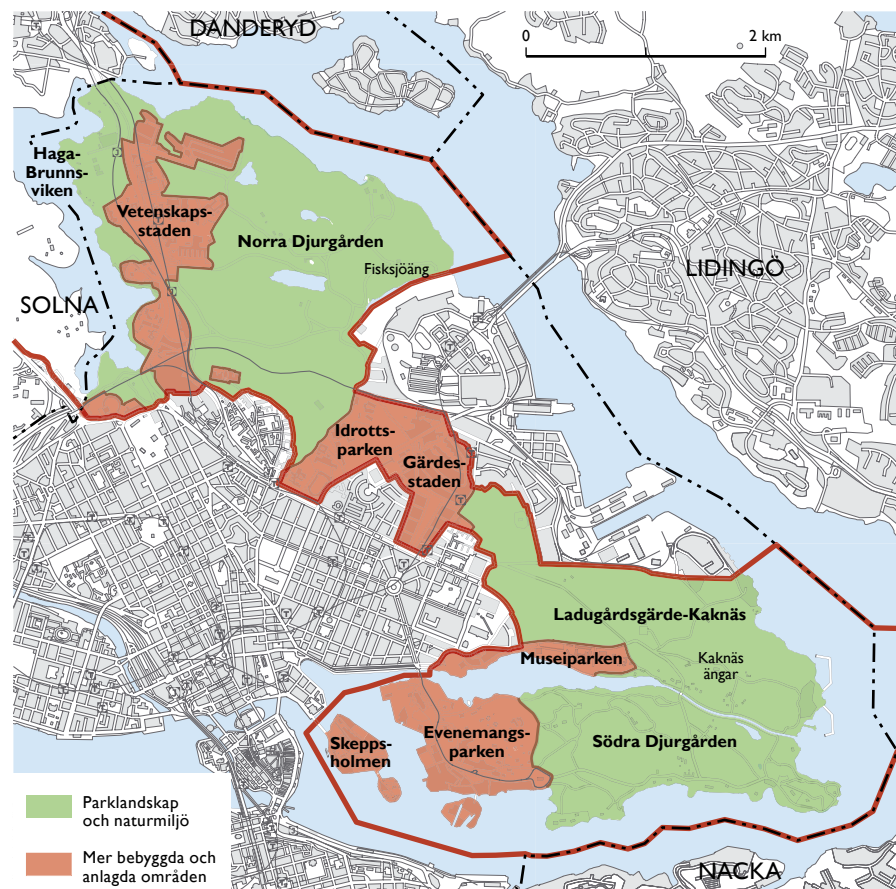 DANDERYD
0
2 km
Haga-
Brunns-
viken
Vetenskaps-
staden
Norra Djurgården
Fisksjöäng
LIDINGÖ
SOLNA
Idrotts-
parken
Gärdes-
staden
Ladugårdsgärde-Kaknäs
Museiparken
Kaknäs
ängar
Evenemangs-
parken
Skepps-
holmen
Södra Djurgården
Parklandskap
och naturmiljö
Mer bebyggda och
anlagda områden
NACKA